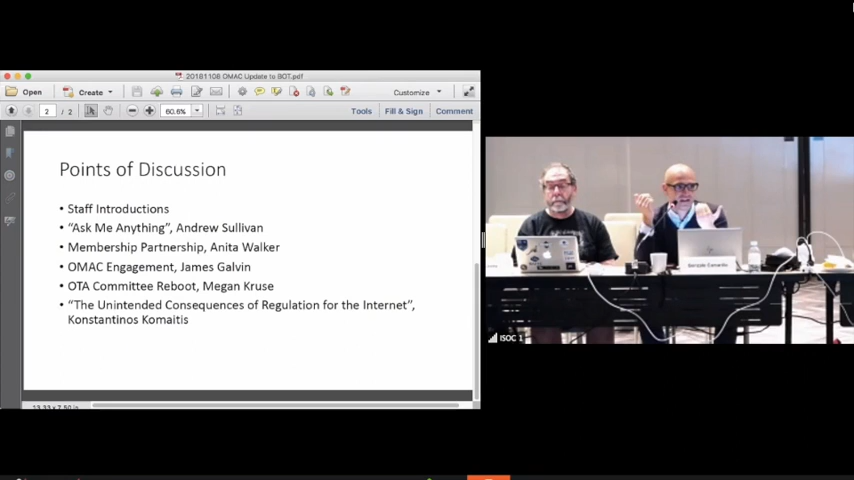 20181108 OMAC Update to BOT.pdf
Open
Create
Customize
2 / 2
60.6%
Tools
Fill & Sign
Comment
Points of Discussion
• Staff Introductions
• “Ask Me Anything”, Andrew Sullivan
• Membership Partnership, Anita Walker
• OMAC Engagement, James Galvin
• OTA Committee Reboot, Megan Kruse
• “The Unintended Consequences of Regulation for the Internet”,
Konstantinos Komaitis
13.33 x 7.50 in
Gonzalo Camarillo
ISOC 1